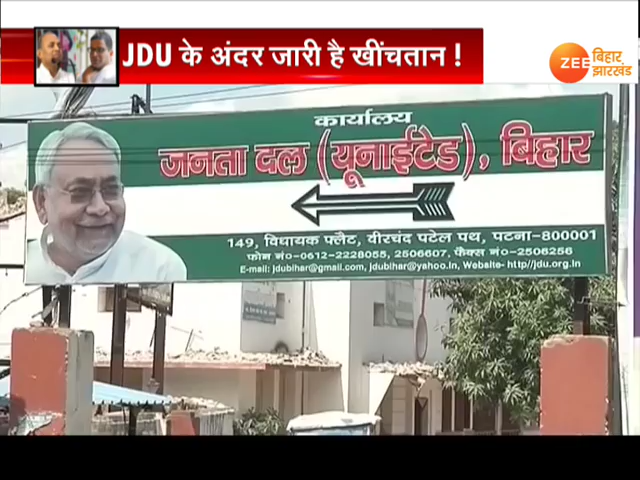 JDU के अंदर जारी है खींचतान !
ZEE बिहार झारखंड
कार्यालय
जनता दल (यूनाईटेड), बिहार
149, विधायक फ्लैट, वीरचंद पटेल पथ, पटना-800001
फोन नं०-0612-2228055, 2506607, फैक्स नं०-2506256
E-mail: jdubihar@gmail.com, jdubihar@yahoo.in, Website- http//jdu.org.in